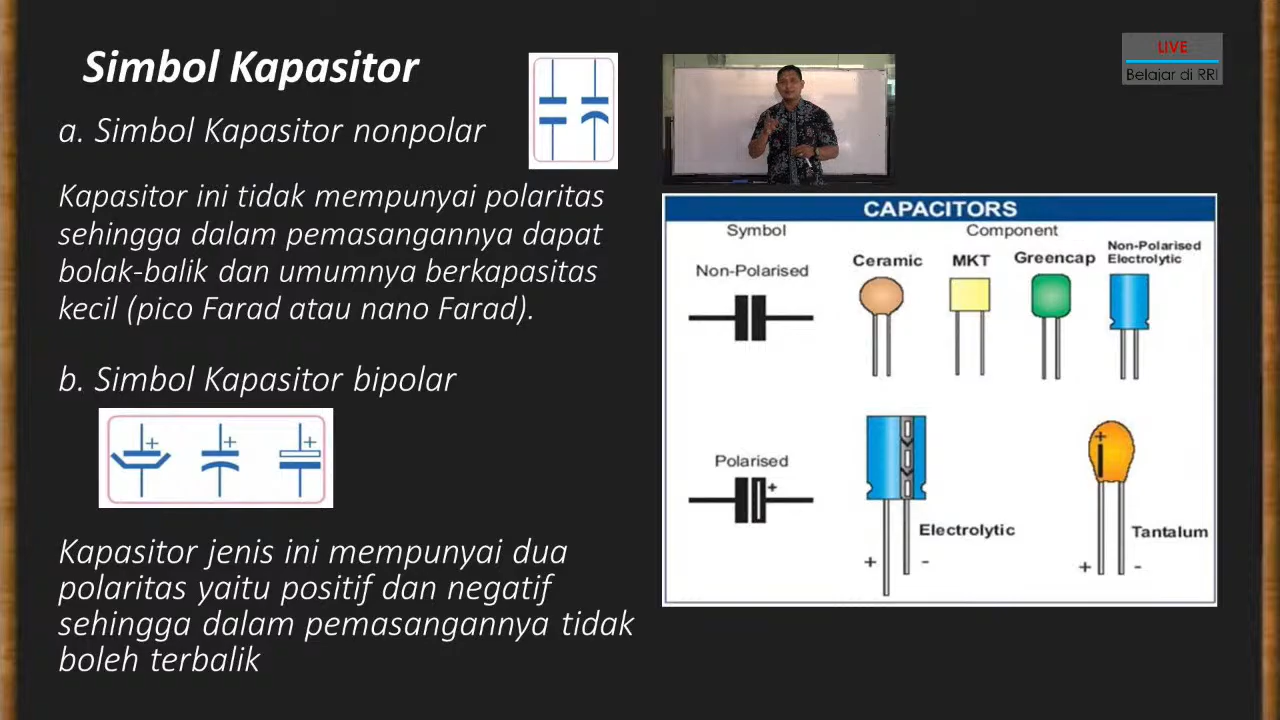 Simbol Kapasitor
a. Simbol Kapasitor nonpolar
Kapasitor ini tidak mempunyai polaritas
sehingga dalam pemasangannya dapat
bolak-balik dan umumnya berkapasitas
kecil (pico Farad atau nano Farad).
b. Simbol Kapasitor bipolar
+ + +
Kapasitor jenis ini mempunyai dua
polaritas yaitu positif dan negatif
sehingga dalam pemasangannya tidak
boleh terbalik
LIVE
Belajar di RRI
CAPACITORS
Symbol Component
Non-Polarised
Ceramic MKT Greencap Non-Polarised
Electrolytic
Polarised
+
+
Electrolytic
+ -
Tantalum
+ -